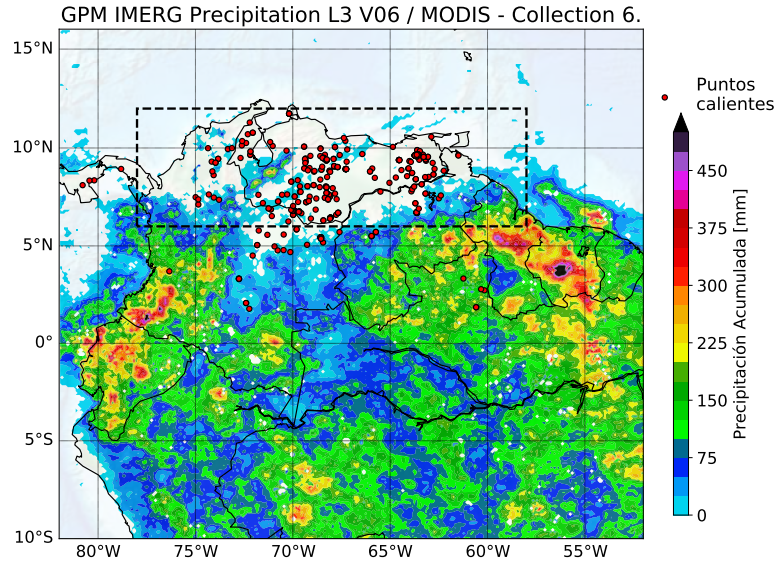 GPM IMERG Precipitation L3 V06 / MODIS - Collection 6.
15°N
10°N
5°N
0°
5°S
10°S
80°W
75°W
70°W
65°W
60°W
55°W
Puntos
calientes
450
375
300
225
150
75
0
Precipitación Acumulada [mm]